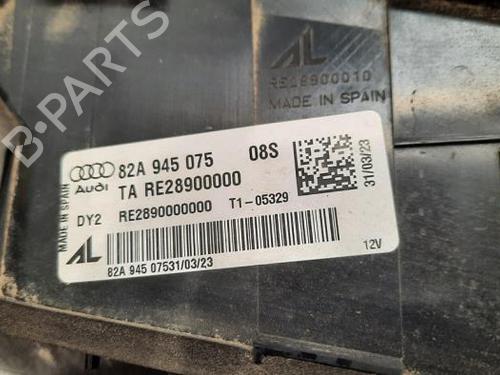 AL
RE28900010
MADE IN SPAIN
82A 945 075 08S
Audi TA RE28900000
DY2 RE2890000000 T1-05329
MADE IN SPAIN
31/03/23
AL
82A 945 07531/03/23
12V
B-PARTS